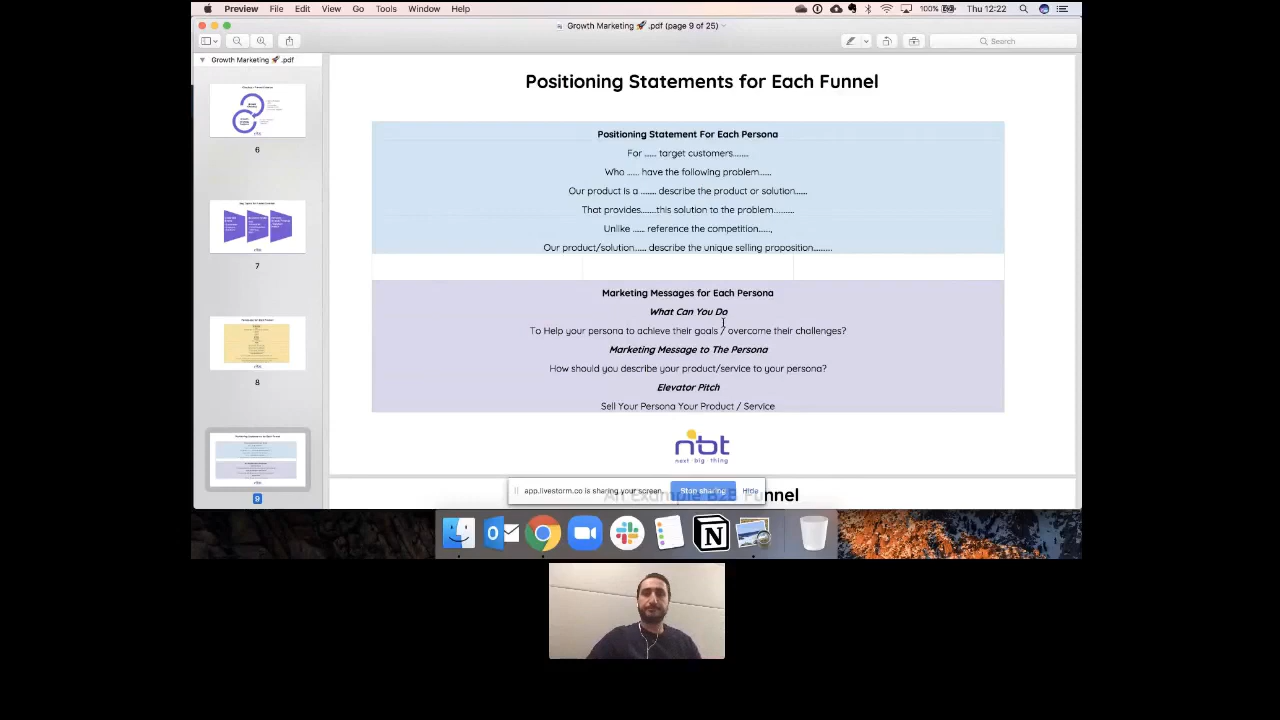 Preview File Edit View Go Tools Window Help 100% Thu 12:22
Growth Marketing 🚀 .pdf (page 9 of 25)
Search
Growth Marketing 🚀 .pdf
6
7
8
9
Positioning Statements for Each Funnel
Positioning Statement For Each Persona
For ...... target customers........
Who ...... have the following problem......
Our product is a ........ describe the product or solution......
That provides...... this solution to the problem.........
Unlike ...... reference the competition......,
Our product/solution...... describe the unique selling proposition.........
Marketing Messages for Each Persona
What Can You Do
To Help your persona to achieve their goals / overcome their challenges?
Marketing Message to The Persona
How should you describe your product/service to your persona?
Elevator Pitch
Sell Your Persona Your Product / Service
nbt
next big thing
app.livestorm.co is sharing your screen. Stop sharing Hide
An Example B2B Funnel